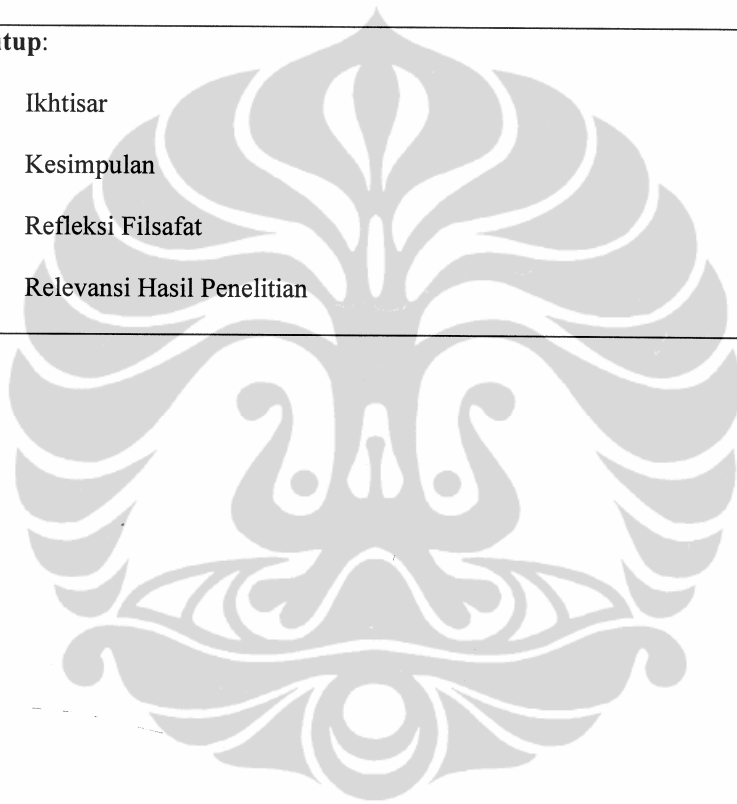 tup:
Ikhtisar
Kesimpulan
Refleksi Filsafat
Relevansi Hasil Penelitian